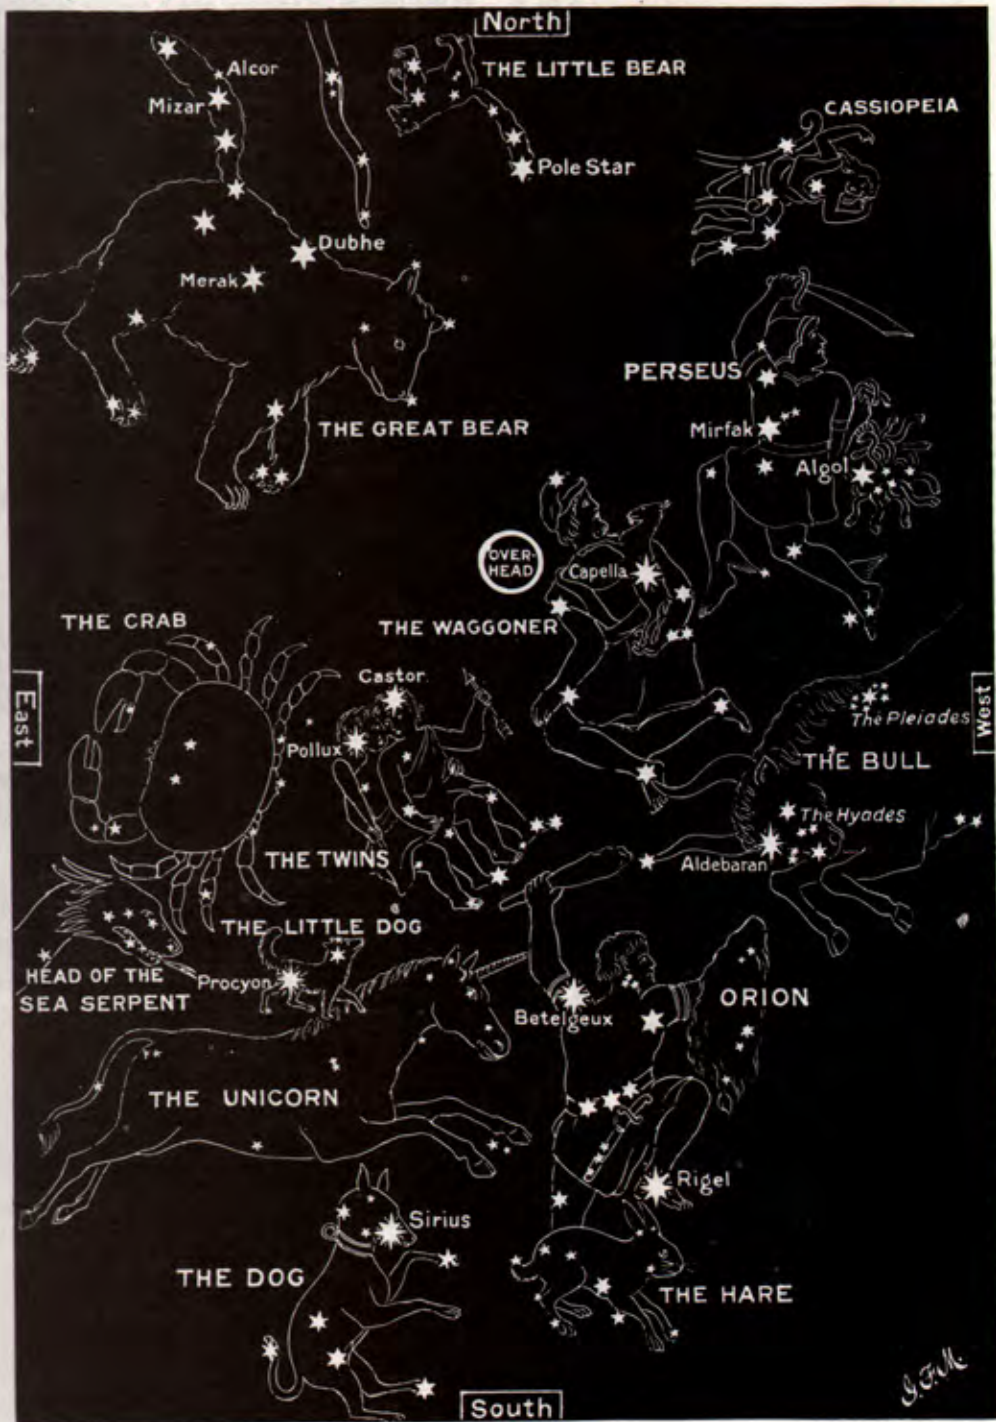 North
Alcor
THE LITTLE BEAR
Mizar
CASSIOPEIA
Pole Star
Dubhe
Merak
PERSEUS
THE GREAT BEAR
Mirfak
Algol
OVER-
HEAD
Capella
THE CRAB
THE WAGGONER
East
Castor
West
The Pleiades
Pollux
THE BULL
The Hyades
THE TWINS
Aldebaran
THE LITTLE DOG
HEAD OF THE
SEA SERPENT
Procyon
ORION
Betelgeux
THE UNICORN
Rigel
Sirius
THE DOG
THE HARE
G.F.M.
South